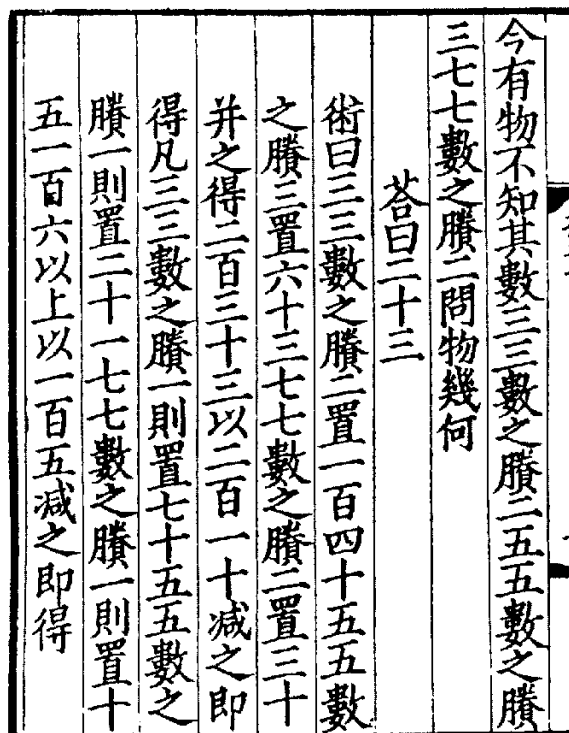 今有物不知其數三三數之賸二五五數之賸
三七七數之賸二問物幾何
荅曰二十三
術曰三三數之賸二置一百四十五五數
之賸三置六十三七七數之賸二置三十
并之得二百三十三以二百一十减之即
得凡三三數之賸一則置七十五五數之
賸一則置二十一七七數之賸一則置十
五一百六以上以一百五减之即得